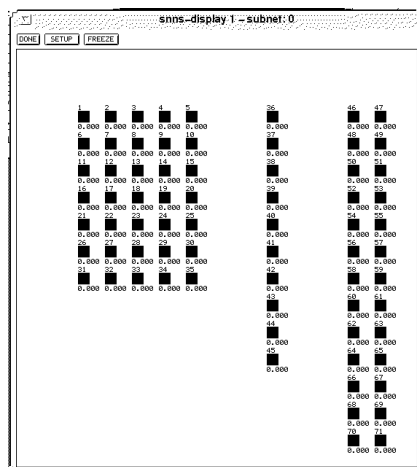 snns-display 1 – subnet: 0
DONE SETUP FREEZE
1 2 3 4 5 36 46 47
0.000 0.000 0.000 0.000 0.000 0.000 0.000 0.000
6 7 8 9 10 37 48 49
0.000 0.000 0.000 0.000 0.000 0.000 0.000 0.000
11 12 13 14 15 38 50 51
0.000 0.000 0.000 0.000 0.000 0.000 0.000 0.000
16 17 18 19 20 39 52 53
0.000 0.000 0.000 0.000 0.000 0.000 0.000 0.000
21 22 23 24 25 40 54 55
0.000 0.000 0.000 0.000 0.000 0.000 0.000 0.000
26 27 28 29 30 41 56 57
0.000 0.000 0.000 0.000 0.000 0.000 0.000 0.000
31 32 33 34 35 42 58 59
0.000 0.000 0.000 0.000 0.000 0.000 0.000 0.000
43 60 61
0.000 0.000 0.000
44 62 63
0.000 0.000 0.000
45 64 65
0.000 0.000 0.000
66 67
0.000 0.000
68 69
0.000 0.000
70 71
0.000 0.000